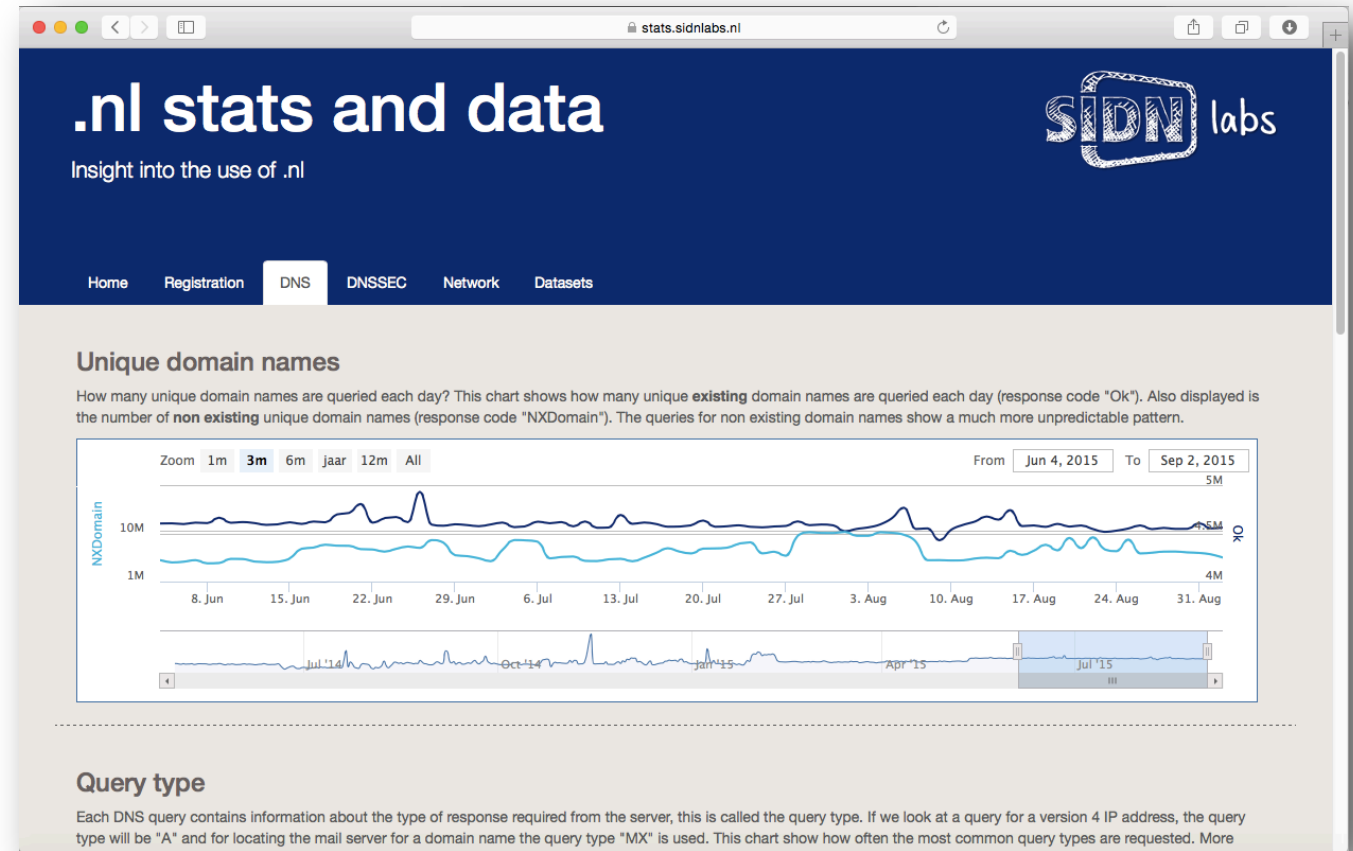 stats.sidnlabs.nl
.nl stats and data
SIDN labs
Insight into the use of .nl
Home Registration DNS DNSSEC Network Datasets
Unique domain names
How many unique domain names are queried each day? This chart shows how many unique existing domain names are queried each day (response code "Ok"). Also displayed is
the number of non existing unique domain names (response code "NXDomain"). The queries for non existing domain names show a much more unpredictable pattern.
Zoom 1m 3m 6m jaar 12m All From Jun 4, 2015 To Sep 2, 2015
5M
NXDomain
10M 4.5M Ok
1M 4M
8. Jun 15. Jun 22. Jun 29. Jun 6. Jul 13. Jul 20. Jul 27. Jul 3. Aug 10. Aug 17. Aug 24. Aug 31. Aug
Jul '14 Oct '14 Jan '15 Apr '15 Jul '15
Query type
Each DNS query contains information about the type of response required from the server, this is called the query type. If we look at a query for a version 4 IP address, the query
type will be "A" and for locating the mail server for a domain name the query type "MX" is used. This chart show how often the most common query types are requested. More